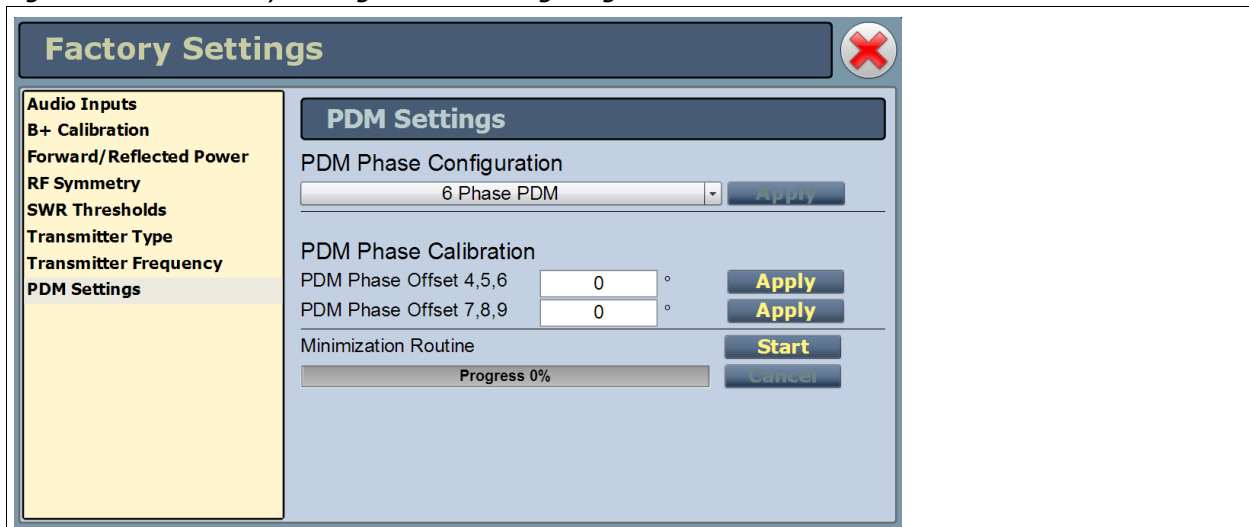 Factory Settings
Audio Inputs
B+ Calibration
Forward/Reflected Power
RF Symmetry
SWR Thresholds
Transmitter Type
Transmitter Frequency
PDM Settings
PDM Settings
PDM Phase Configuration
6 Phase PDM
Apply
PDM Phase Calibration
PDM Phase Offset 4,5,6 0 ° Apply
PDM Phase Offset 7,8,9 0 ° Apply
Minimization Routine Start
Progress 0% Cancel